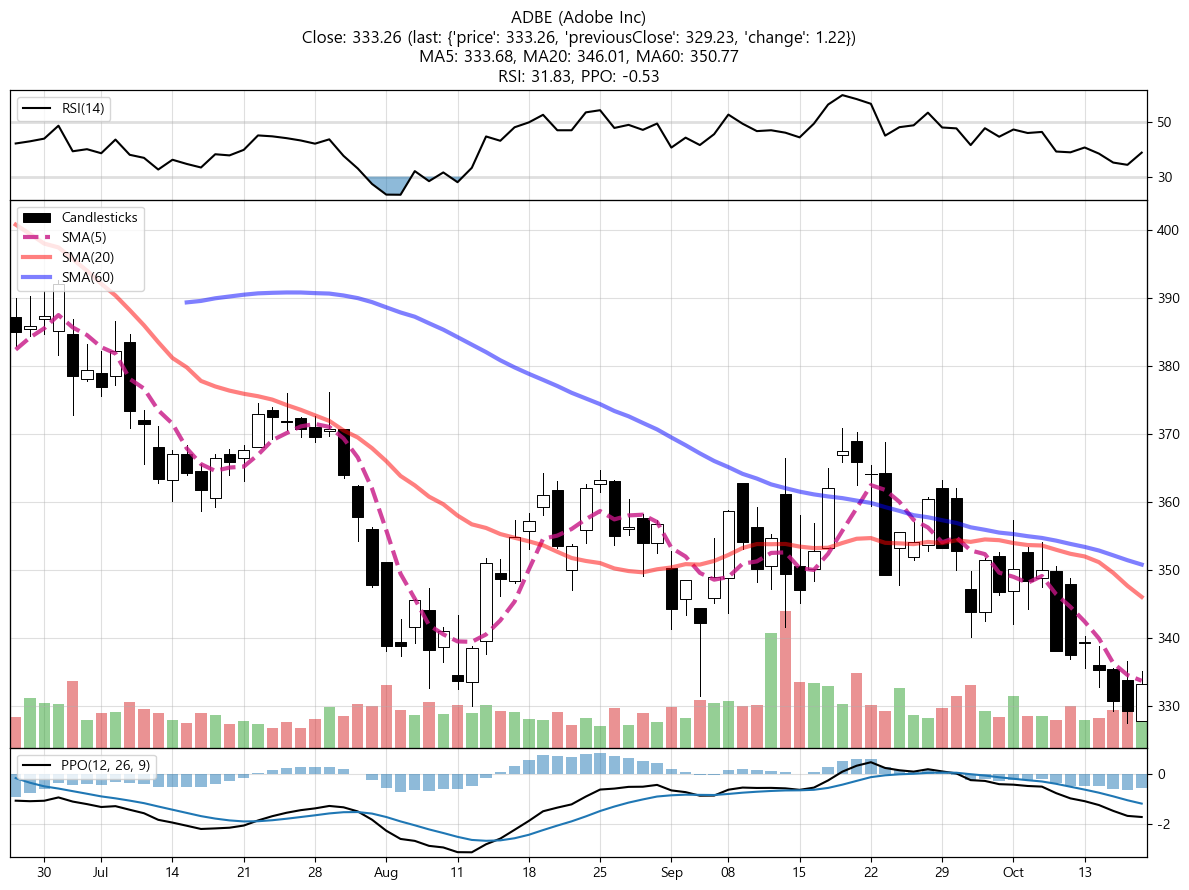 ADBE (Adobe Inc)
Close: 333.26 (last: {'price': 333.26, 'previousClose': 329.23, 'change': 1.22})
MA5: 333.68, MA20: 346.01, MA60: 350.77
RSI: 31.83, PPO: -0.53
RSI(14)
50
30
Candlesticks
SMA(5)
SMA(20)
SMA(60)
400
390
380
370
360
350
340
330
PPO(12, 26, 9)
0
-2
30 Jul 14 21 28 Aug 11 18 25 Sep 08 15 22 29 Oct 13